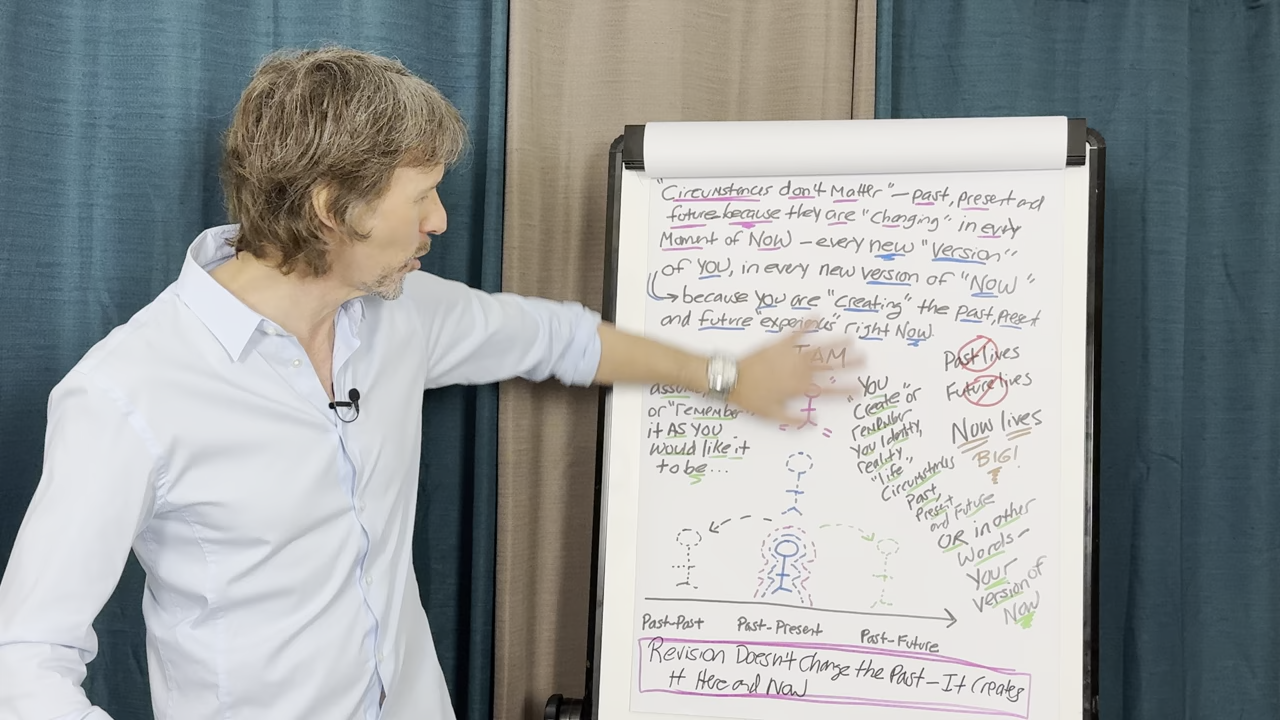 "Circumstances don't Matter" — past, present and
future because they are "Changing" in every
Moment of Now — every new "Version"
of YOU, in every new version of "Now"
because you are "creating" the past, present
and future "experiences" right Now.
I AM
assume
or "remember"
it AS YOU
would like it
to be...
"You
Create" or
remember
You Identity,
reality,
"life"
Circumstances
Past,
Present
and Future
OR in other
words —
Your
version of
Now
Past lives
Future lives
Now lives
BIG!
Past-Past Past-Present Past-Future
Revision Doesn't change the Past — It Creates
It Here and Now